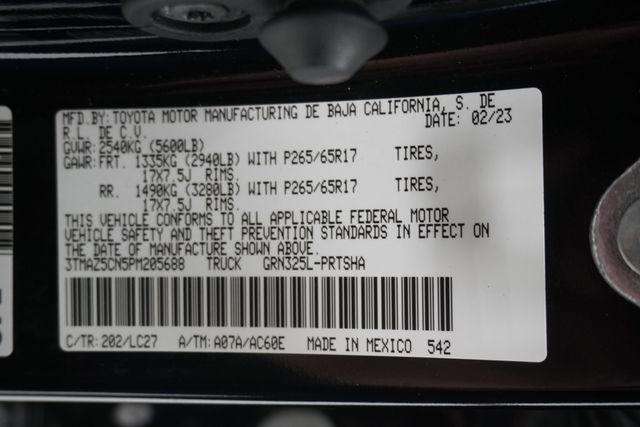 MFD.BY: TOYOTA MOTOR MANUFACTURING DE BAJA CALIFORNIA, S. DE
R.L. DE C.V. DATE: 02/23
GVWR: 2540KG (5600LB)
GAWR: FRT. 1335KG (2940LB) WITH P265/65R17 TIRES,
17X7.5J RIMS.
RR. 1490KG (3280LB) WITH P265/65R17 TIRES,
17X7.5J RIMS.
THIS VEHICLE CONFORMS TO ALL APPLICABLE FEDERAL MOTOR
VEHICLE SAFETY AND THEFT PREVENTION STANDARDS IN EFFECT ON
THE DATE OF MANUFACTURE SHOWN ABOVE.
3TMAZ5CN5PM205688 TRUCK GRN325L-PRTSHA
C/TR: 202/LC27 A/TM: A07A/AC60E MADE IN MEXICO 542